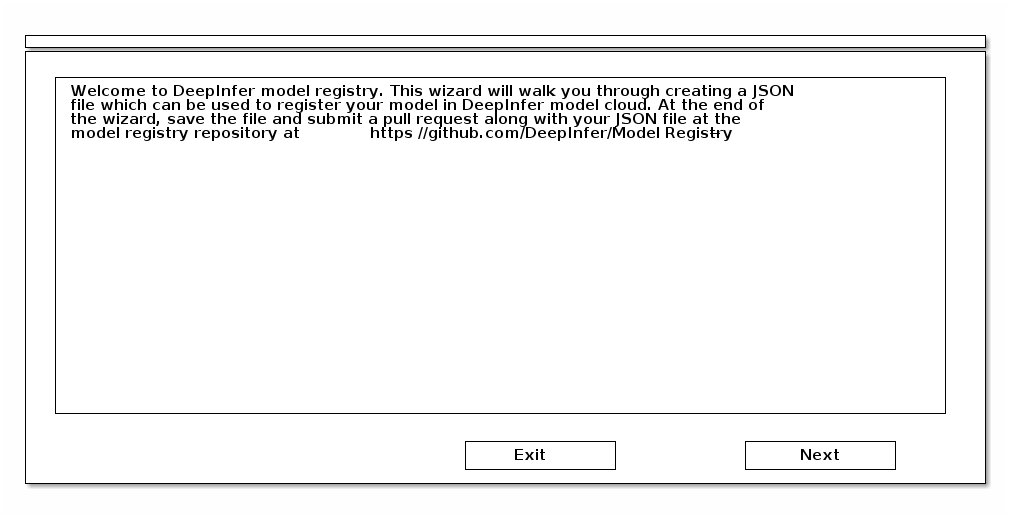 Welcome to DeepInfer model registry. This wizard will walk you through creating a JSON
file which can be used to register your model in DeepInfer model cloud. At the end of
the wizard, save the file and submit a pull request along with your JSON file at the
model registry repository at https //github.com/DeepInfer/Model Registry
Exit
Next